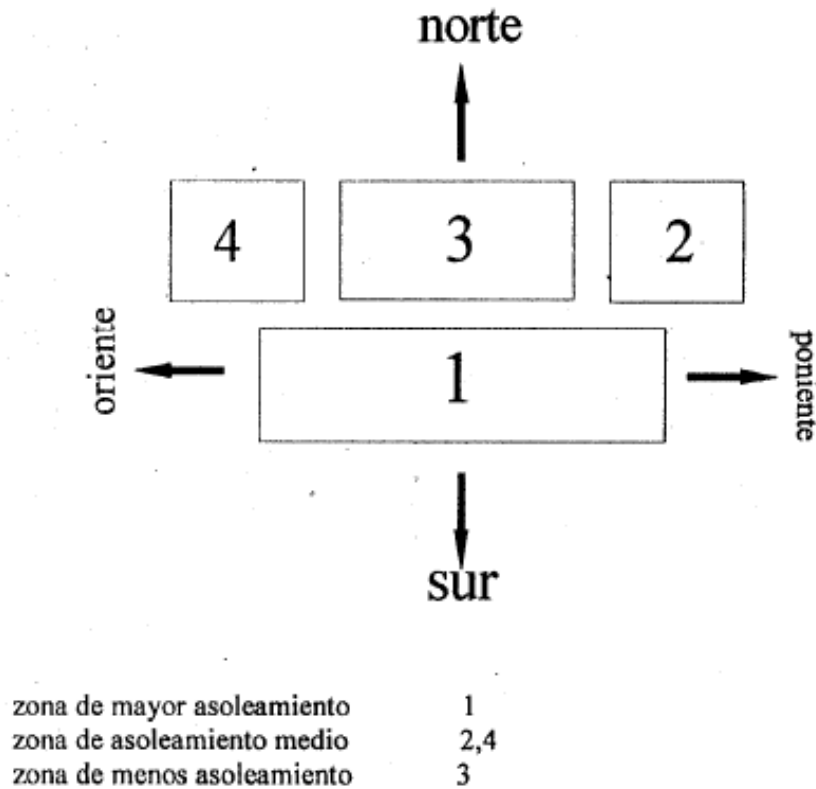 norte
4
3
2
oriente
1
poniente
sur
zona de mayor asoleamiento 1
zona de asoleamiento medio 2,4
zona de menos asoleamiento 3